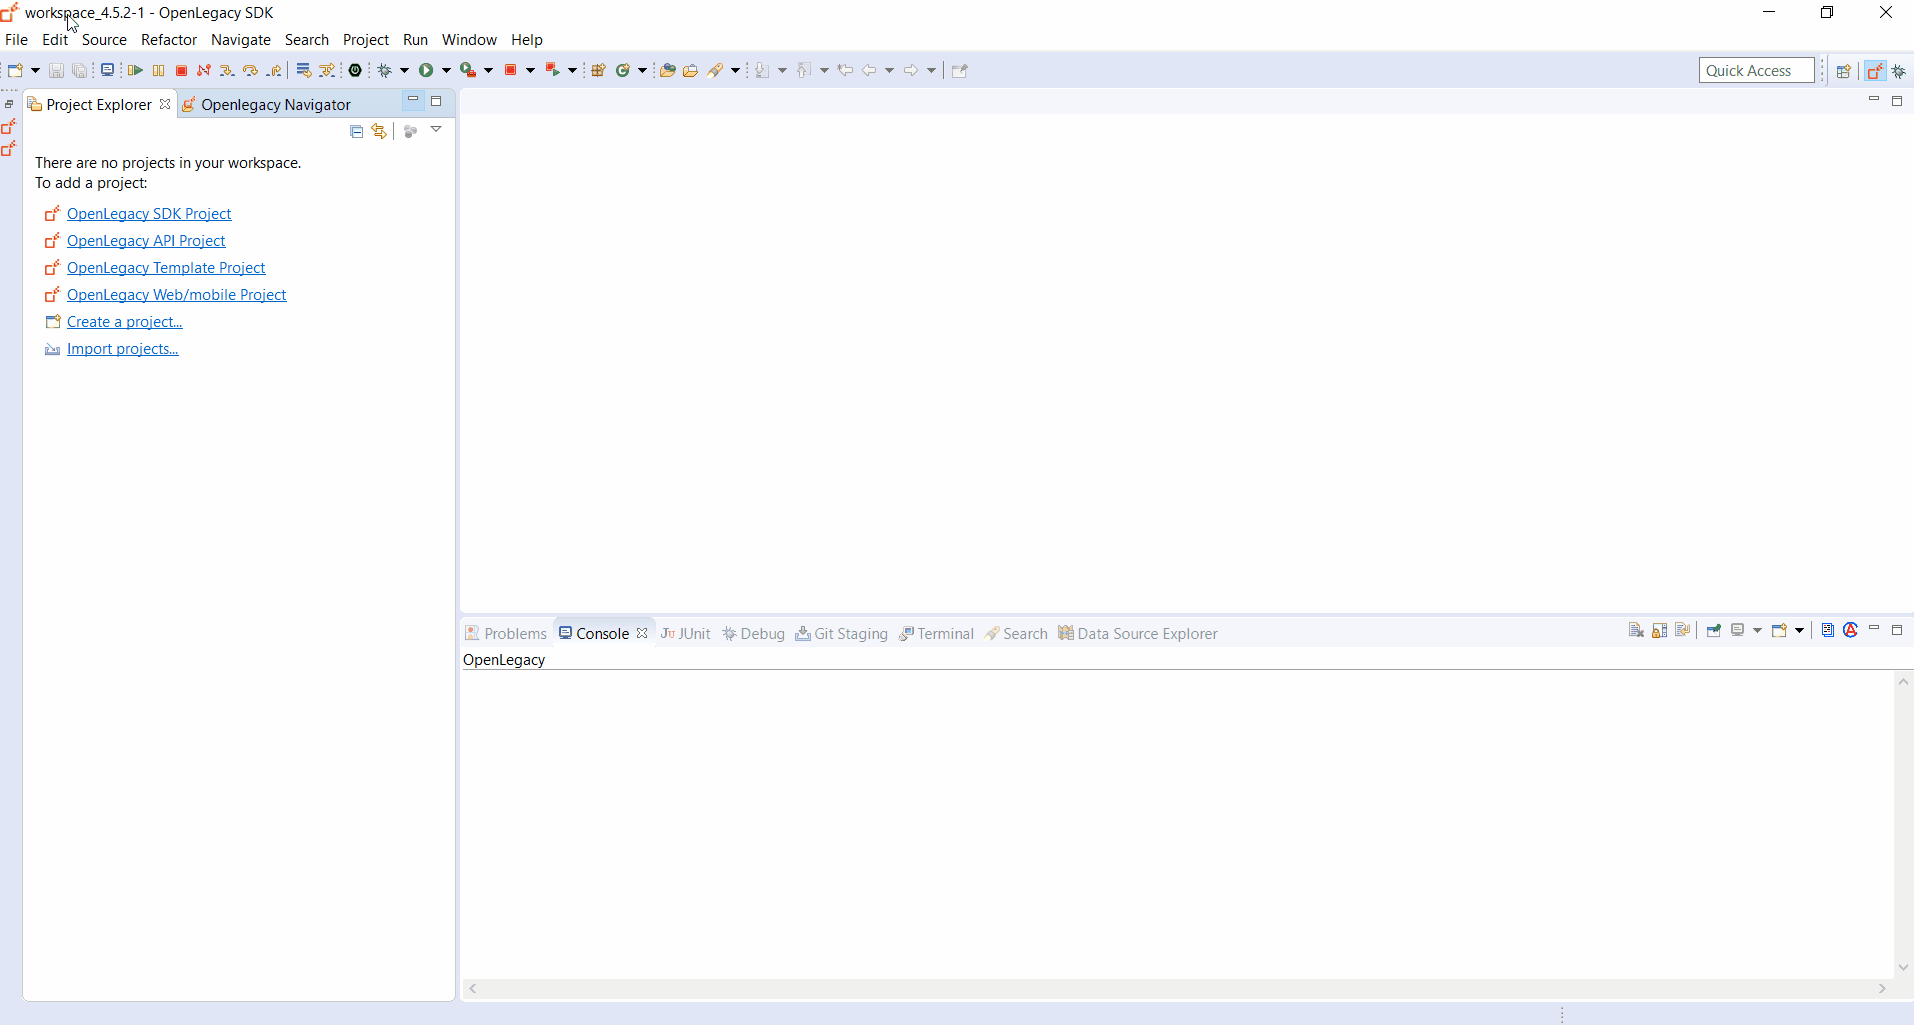 workspace_4.5.2-1 - OpenLegacy SDK
File Edit Source Refactor Navigate Search Project Run Window Help
Quick Access
Project Explorer Openlegacy Navigator
There are no projects in your workspace.
To add a project:
OpenLegacy SDK Project
OpenLegacy API Project
OpenLegacy Template Project
OpenLegacy Web/mobile Project
Create a project...
Import projects...
Problems Console JUnit Debug Git Staging Terminal Search Data Source Explorer
OpenLegacy